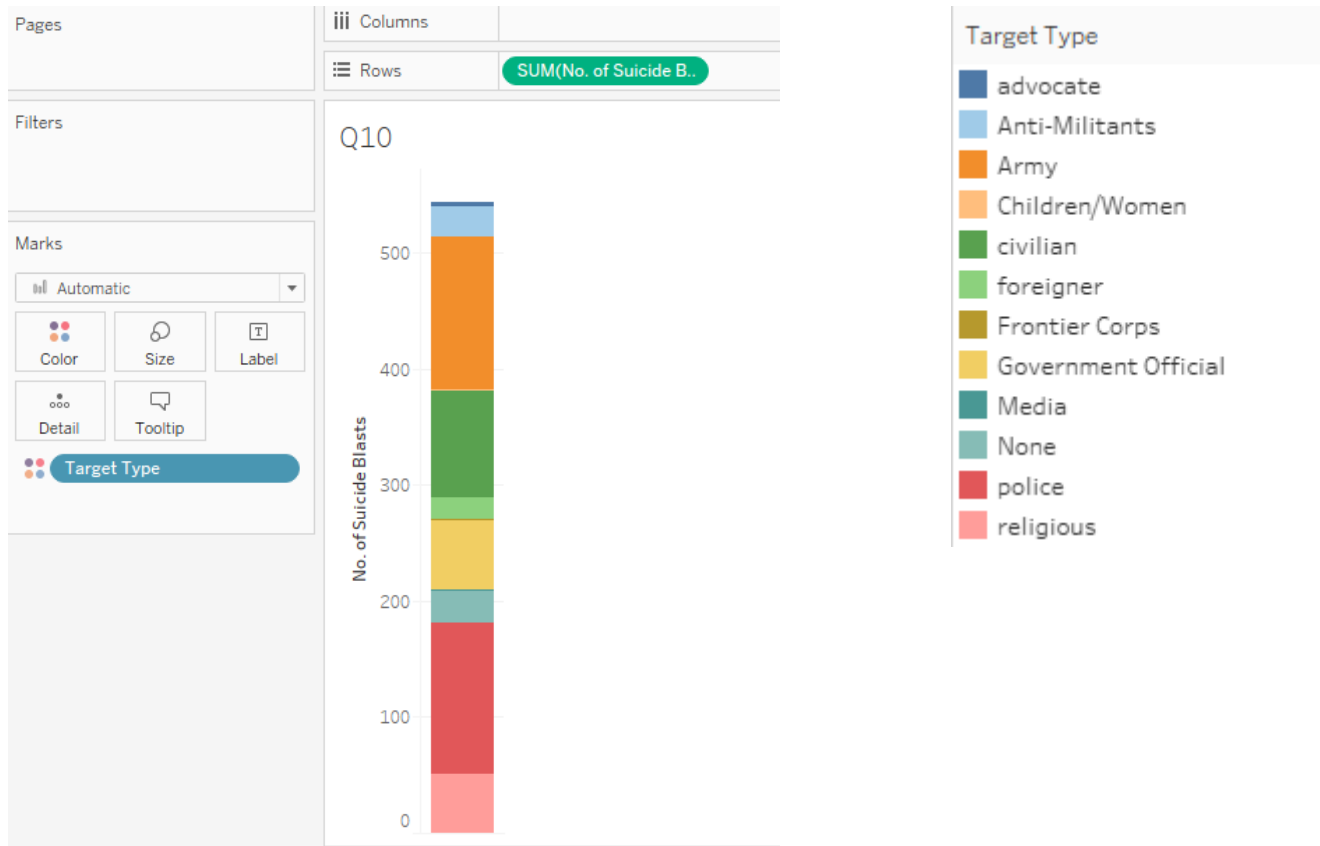 Pages
Filters
Marks
Automatic
Color
Size
Label
Detail
Tooltip
Target Type
Columns
Rows
SUM(No. of Suicide B..
Q10
No. of Suicide Blasts
500
400
300
200
100
0
Target Type
advocate
Anti-Militants
Army
Children/Women
civilian
foreigner
Frontier Corps
Government Official
Media
None
police
religious